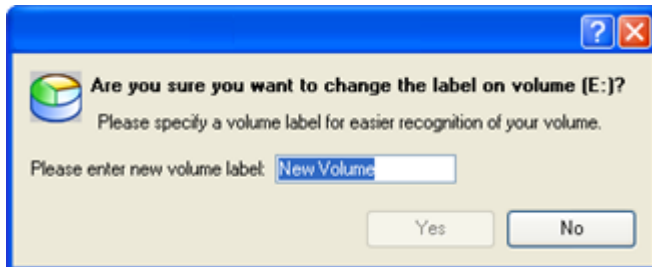 Are you sure you want to change the label on volume (E:)?
Please specify a volume label for easier recognition of your volume.
Please enter new volume label: New Volume
Yes No